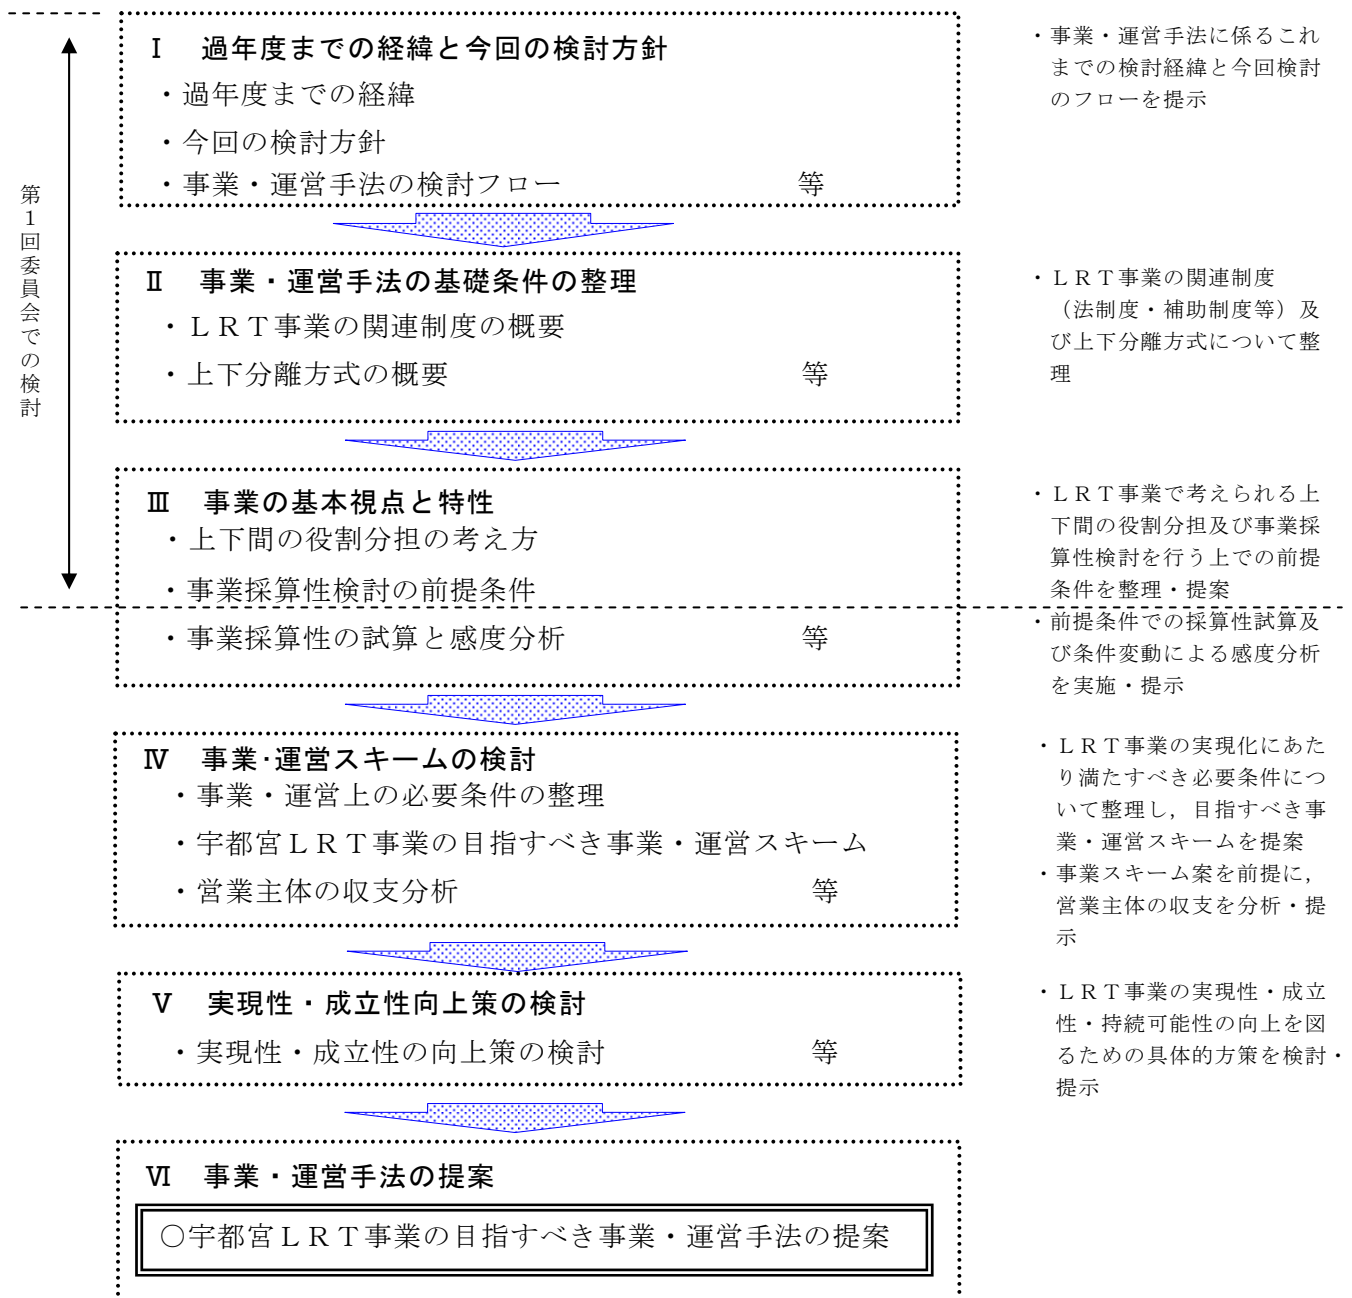 第１回委員会での検討
Ⅰ　過年度までの経緯と今回の検討方針
・過年度までの経緯
・今回の検討方針
・事業・運営手法の検討フロー　等
・事業・運営手法に係るこれ
までの検討経緯と今回検討
のフローを提示
Ⅱ　事業・運営手法の基礎条件の整理
・ＬＲＴ事業の関連制度の概要
・上下分離方式の概要　等
・ＬＲＴ事業の関連制度
（法制度・補助制度等）及
び上下分離方式について整
理
Ⅲ　事業の基本視点と特性
・上下間の役割分担の考え方
・事業採算性検討の前提条件
・事業採算性の試算と感度分析　等
・ＬＲＴ事業で考えられる上
下間の役割分担及び事業採
算性検討を行う上での前提
条件を整理・提案
・前提条件での採算性試算及
び条件変動による感度分析
を実施・提示
Ⅳ　事業･運営スキームの検討
・事業・運営上の必要条件の整理
・宇都宮ＬＲＴ事業の目指すべき事業・運営スキーム
・営業主体の収支分析　等
・ＬＲＴ事業の実現化にあた
り満たすべき必要条件につ
いて整理し，目指すべき事
業・運営スキームを提案
・事業スキーム案を前提に，
営業主体の収支を分析・提
示
Ⅴ　実現性・成立性向上策の検討
・実現性・成立性の向上策の検討　等
・ＬＲＴ事業の実現性・成立
性・持続可能性の向上を図
るための具体的方策を検討・
提示
Ⅵ　事業・運営手法の提案
○宇都宮ＬＲＴ事業の目指すべき事業・運営手法の提案